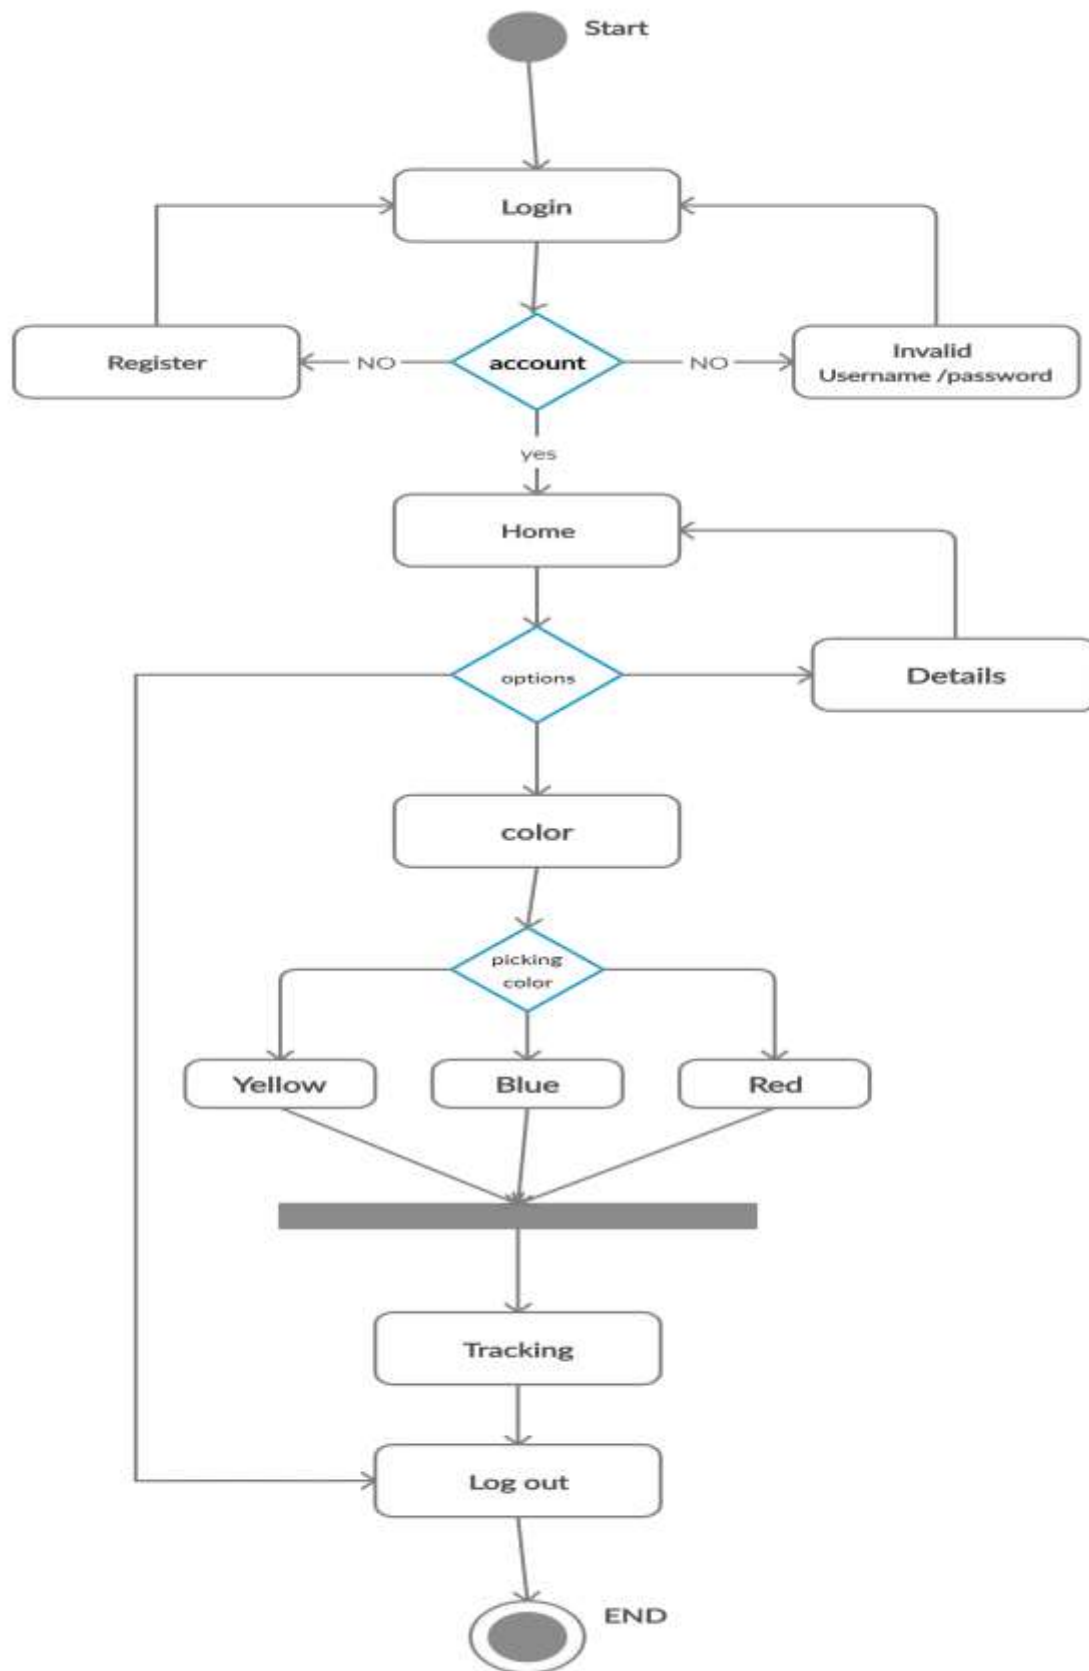 Start
Login
Register
NO
account
NO
Invalid
Username /password
yes
Home
options
Details
color
picking
color
Yellow
Blue
Red
Tracking
Log out
END